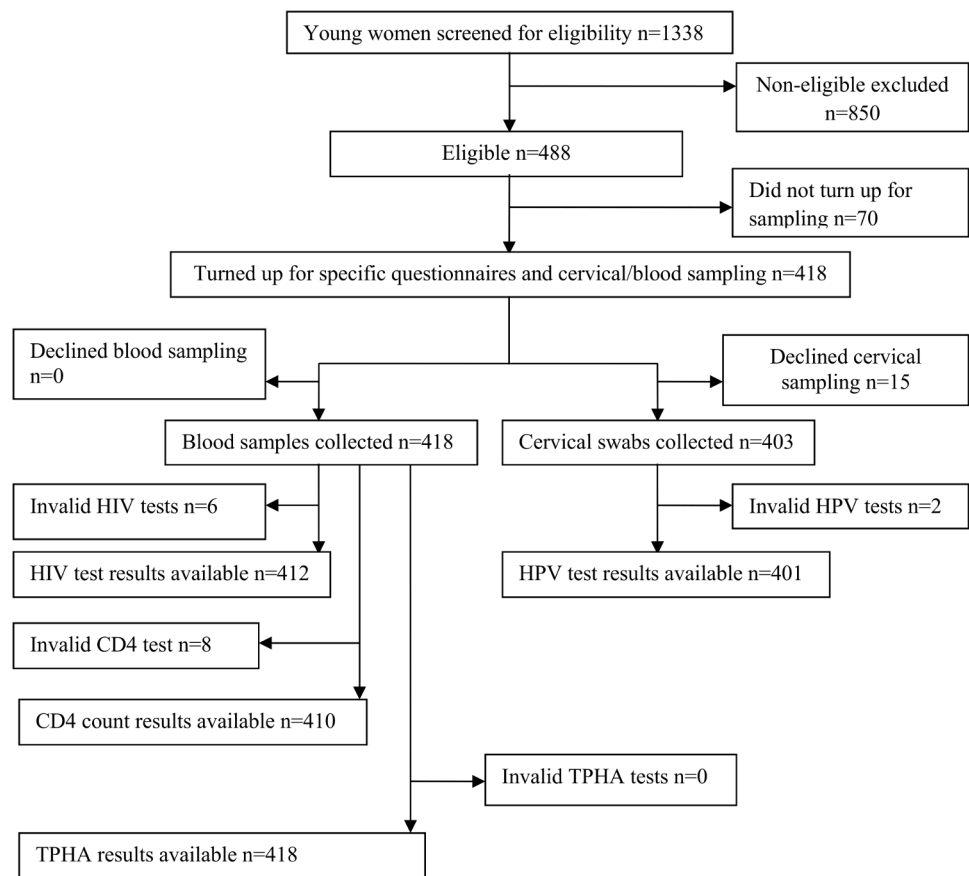 Young women screened for eligibility n=1338
Non-eligible excluded
n=850
Eligible n=488
Did not turn up for
sampling n=70
Turned up for specific questionnaires and cervical/blood sampling n=418
Declined blood sampling
n=0
Declined cervical
sampling n=15
Blood samples collected n=418
Cervical swabs collected n=403
Invalid HIV tests n=6
Invalid HPV tests n=2
HIV test results available n=412
HPV test results available n=401
Invalid CD4 test n=8
CD4 count results available n=410
Invalid TPHA tests n=0
TPHA results available n=418